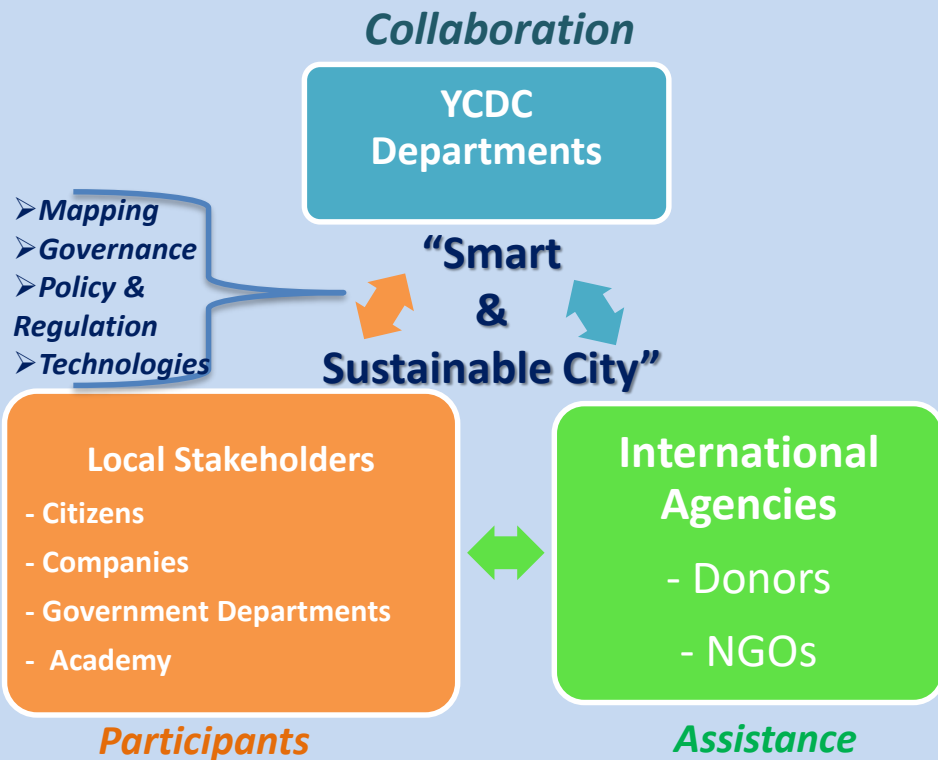 Collaboration
YCDC
Departments
➢Mapping
➢Governance
➢Policy &
Regulation
➢Technologies
“Smart
&
Sustainable City”
Local Stakeholders
- Citizens
- Companies
- Government Departments
- Academy
International
Agencies
- Donors
- NGOs
Participants
Assistance